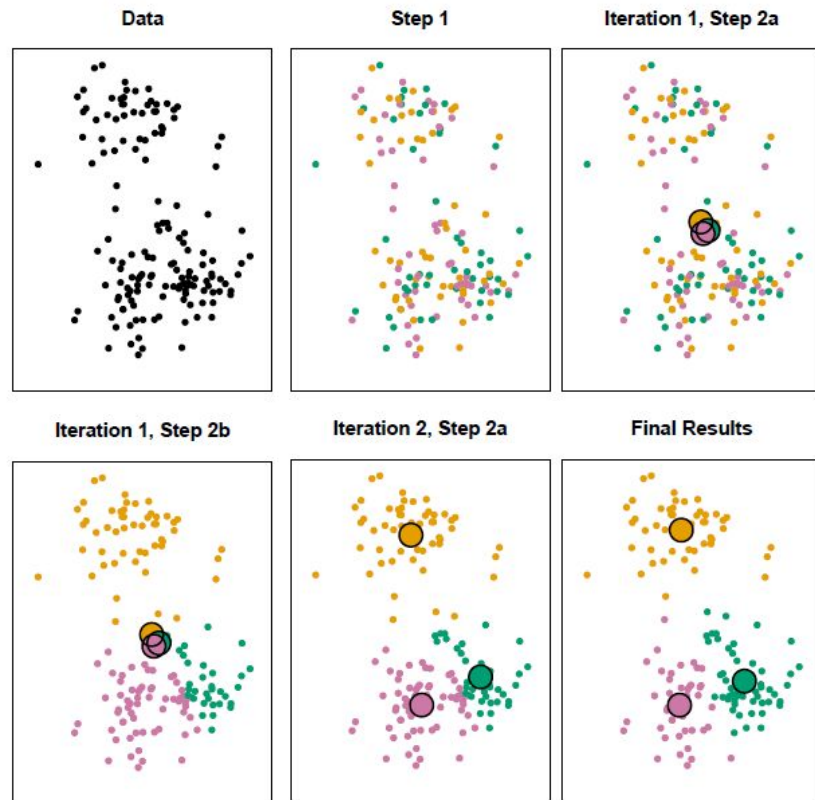 Data
Step 1
Iteration 1, Step 2a
Iteration 1, Step 2b
Iteration 2, Step 2a
Final Results